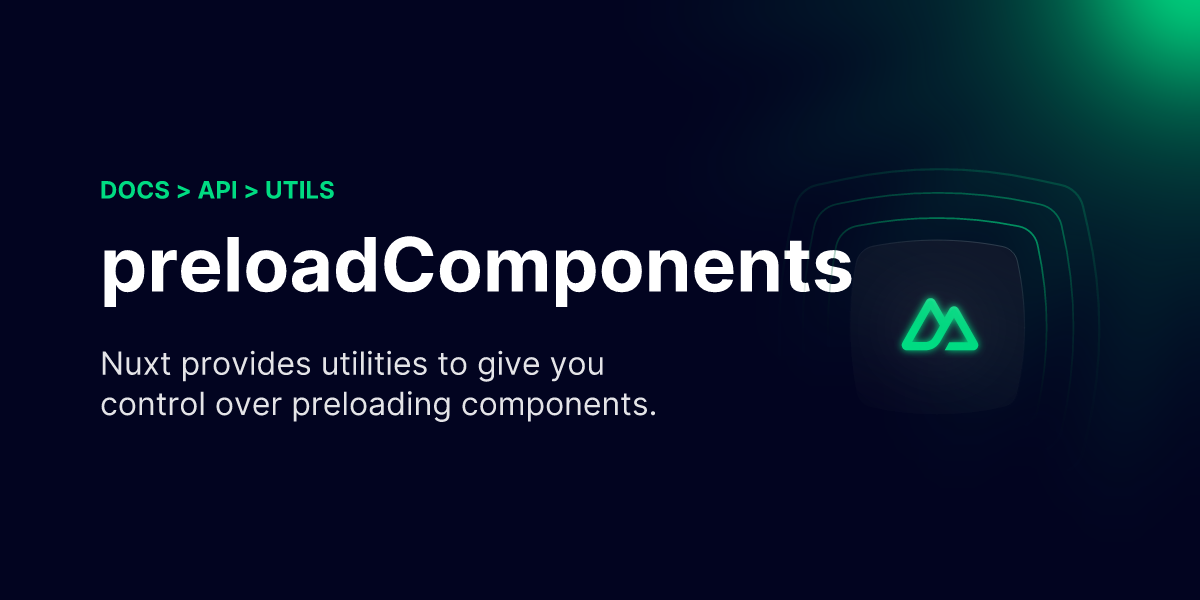 DOCS > API > UTILS
preloadComponents
Nuxt provides utilities to give you
control over preloading components.